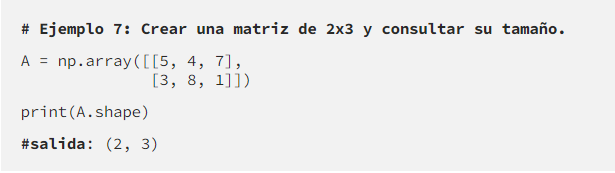 # Ejemplo 7: Crear una matriz de 2x3 y consultar su tamaño.
A = np.array([[5, 4, 7],
[3, 8, 1]])
print(A.shape)
#salida: (2, 3)